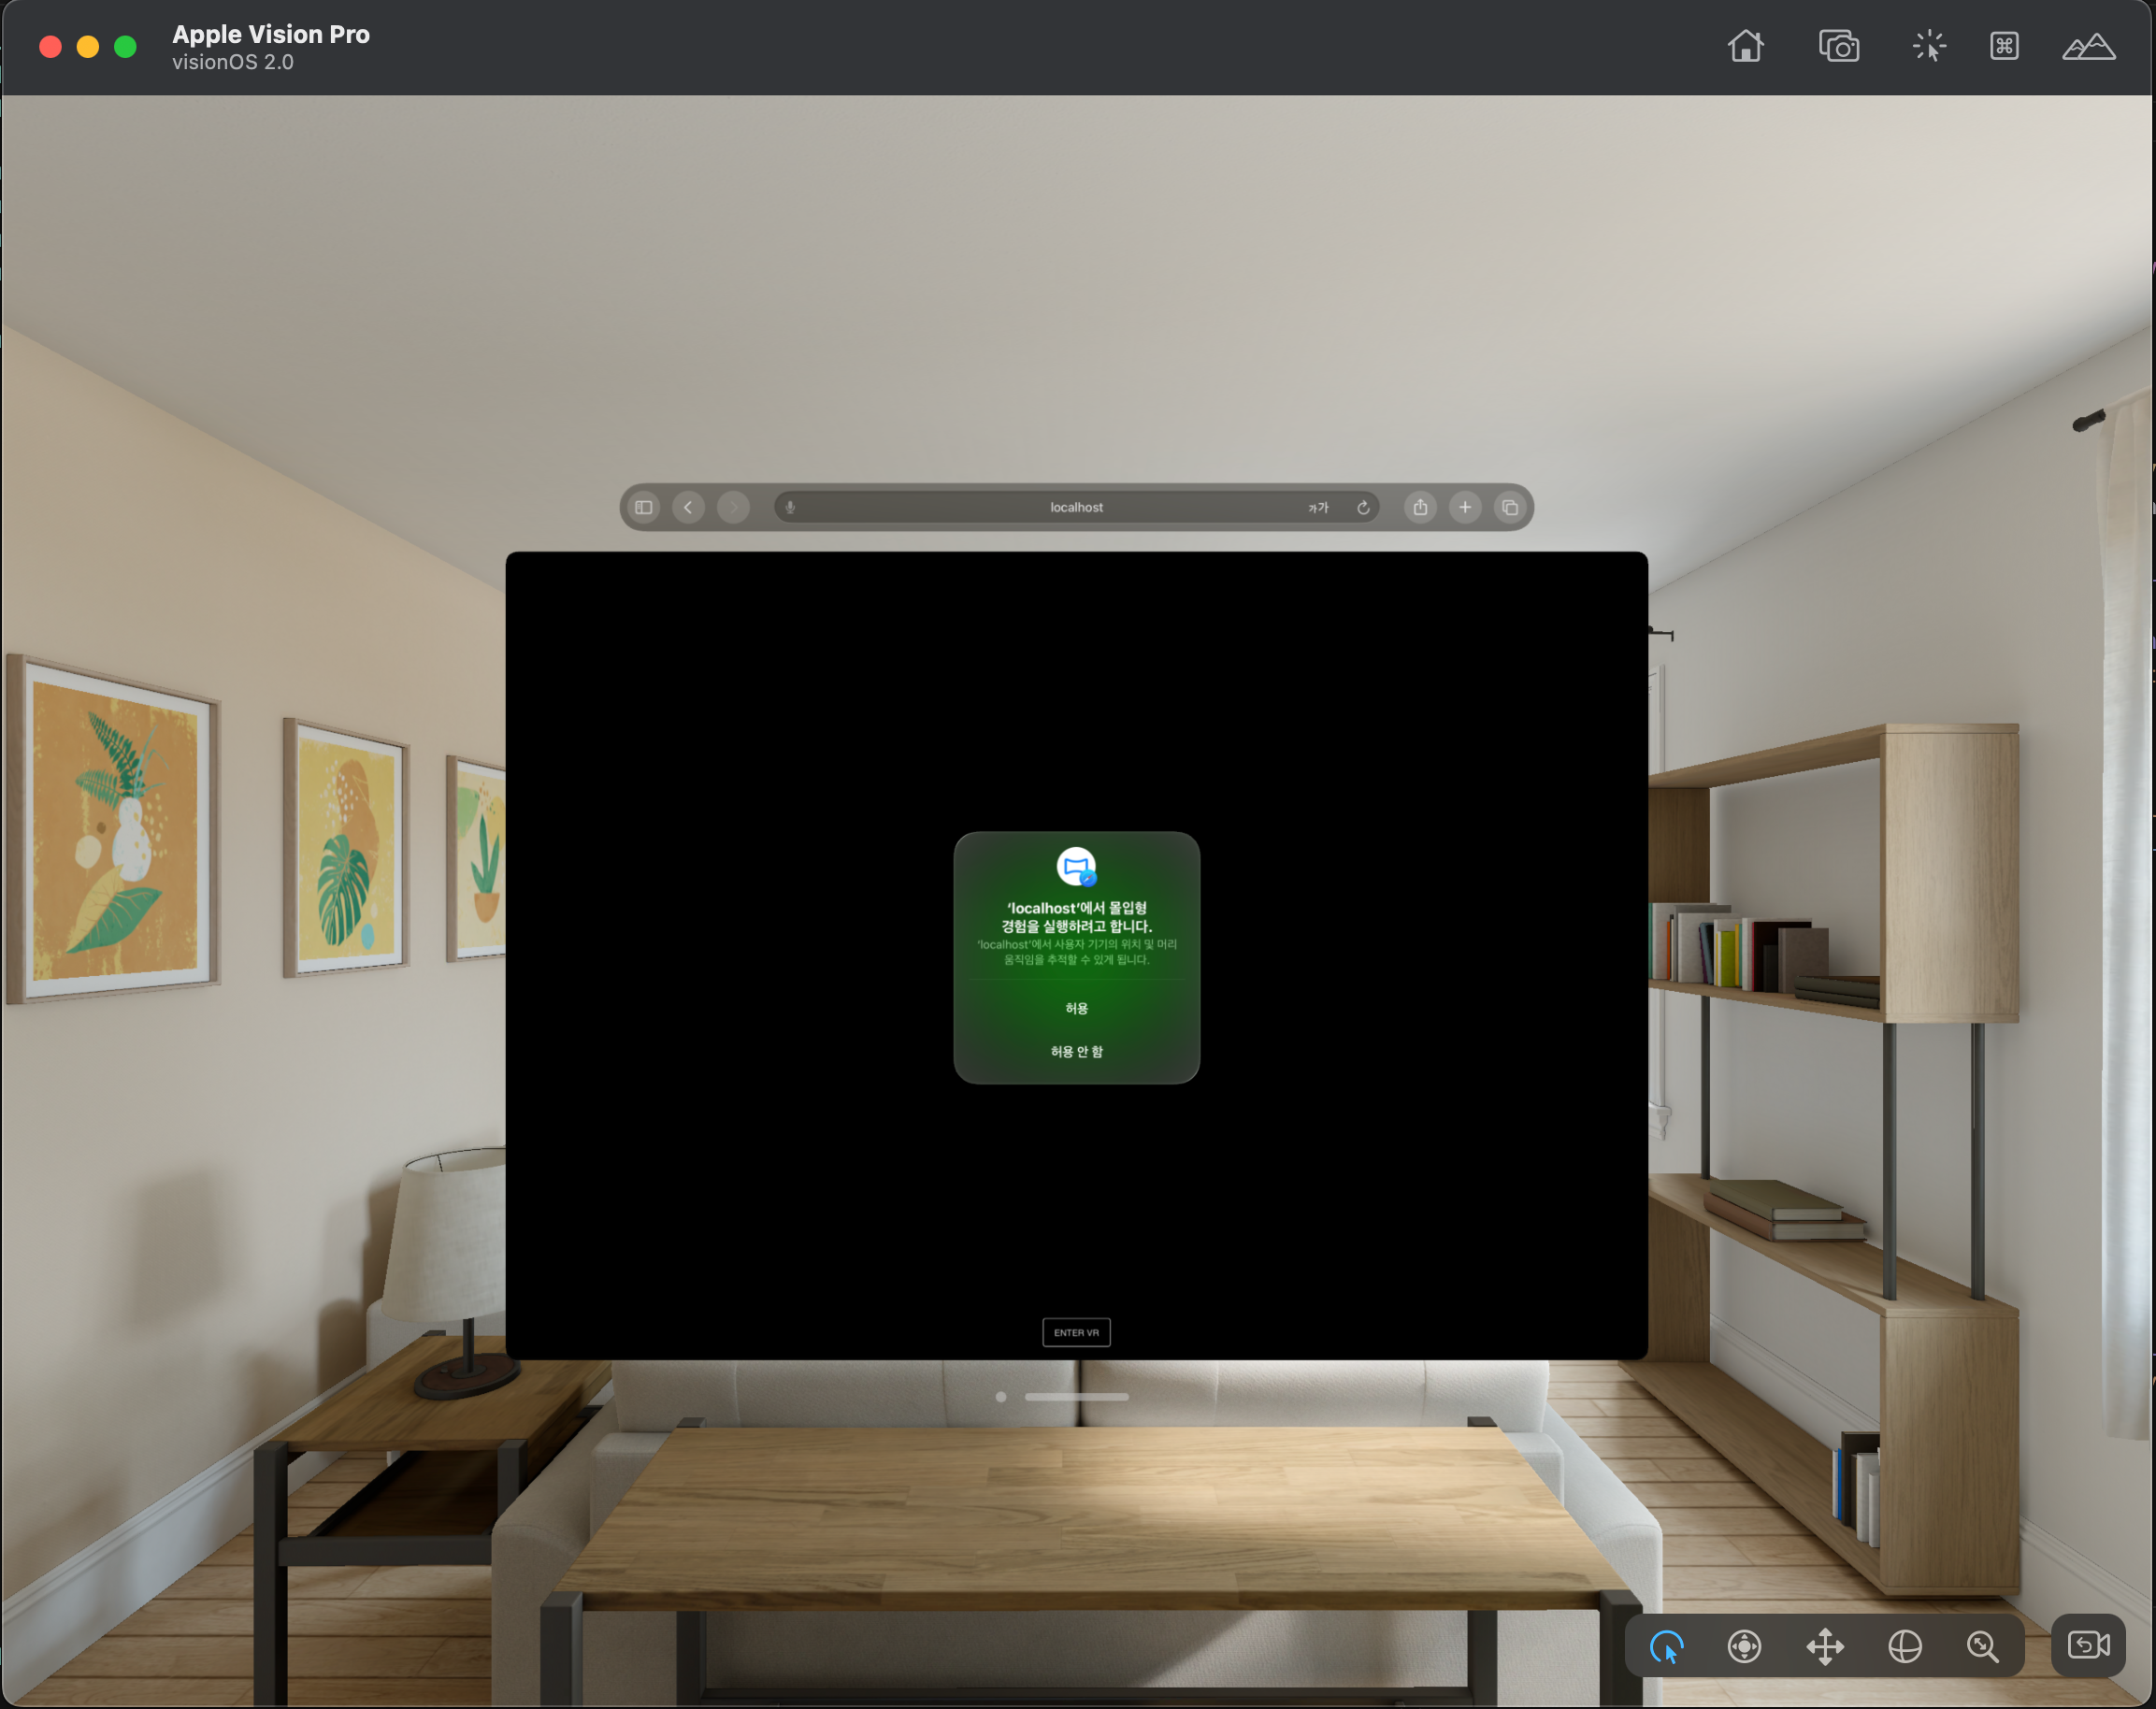 Apple Vision Pro
visionOS 2.0
localhost
가가
‘localhost’에서 몰입형
경험을 실행하려고 합니다.
‘localhost’에서 사용자 기기의 위치 및 머리
움직임을 추적할 수 있게 됩니다.
허용
허용 안 함
ENTER VR